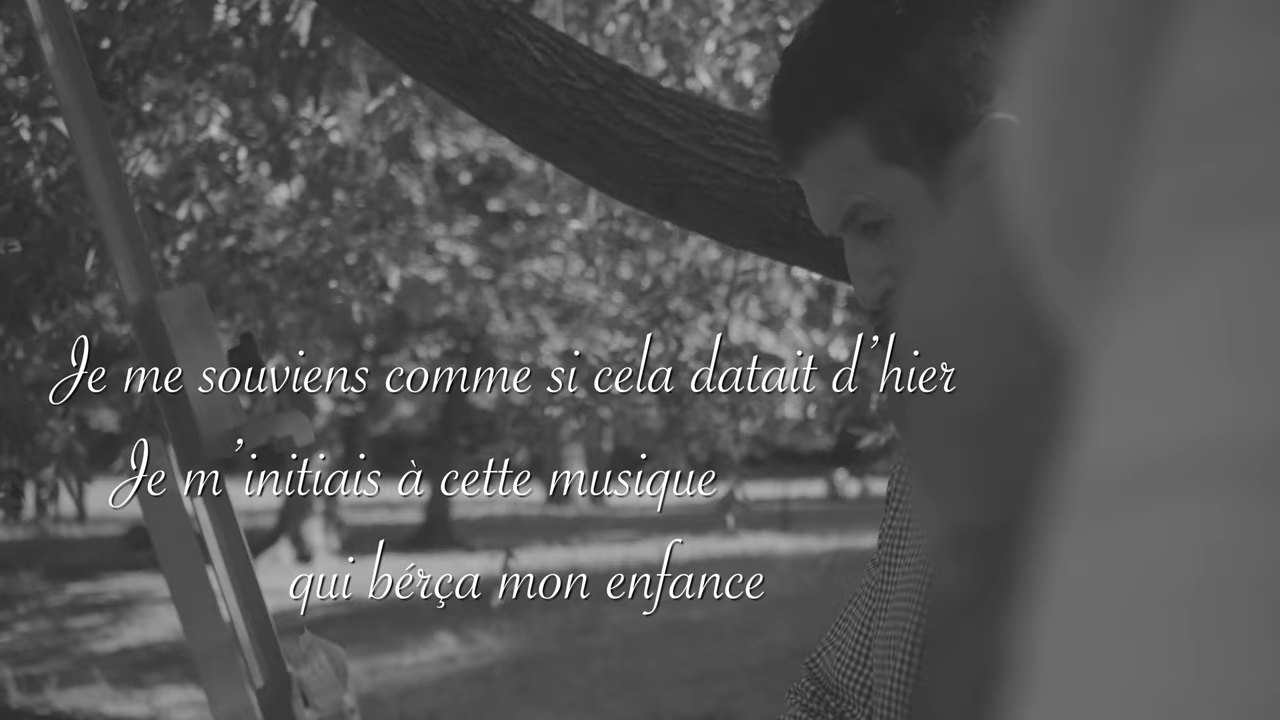 Je me souviens comme si cela datait d'hier
Je m'initiais à cette musique
qui bérça mon enfance